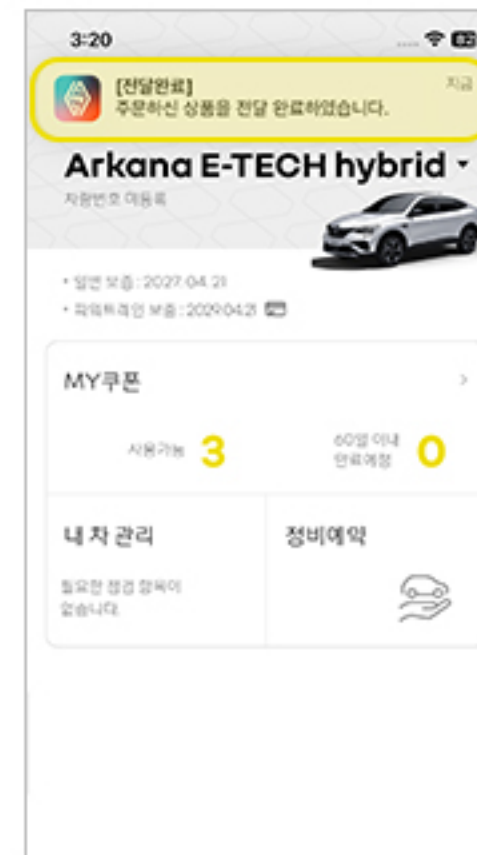 3:20
82
[전달완료]
지금
주문하신 상품을 전달 완료하였습니다.
Arkana E-TECH hybrid
차량번호 미등록
• 일반 보증 : 2027. 04. 21
• 파워트레인 보증 : 2029.04.21
MY쿠폰
사용가능 3
60일 이내
만료예정 0
내 차 관리
정비예약
필요한 점검 항목이
없습니다.